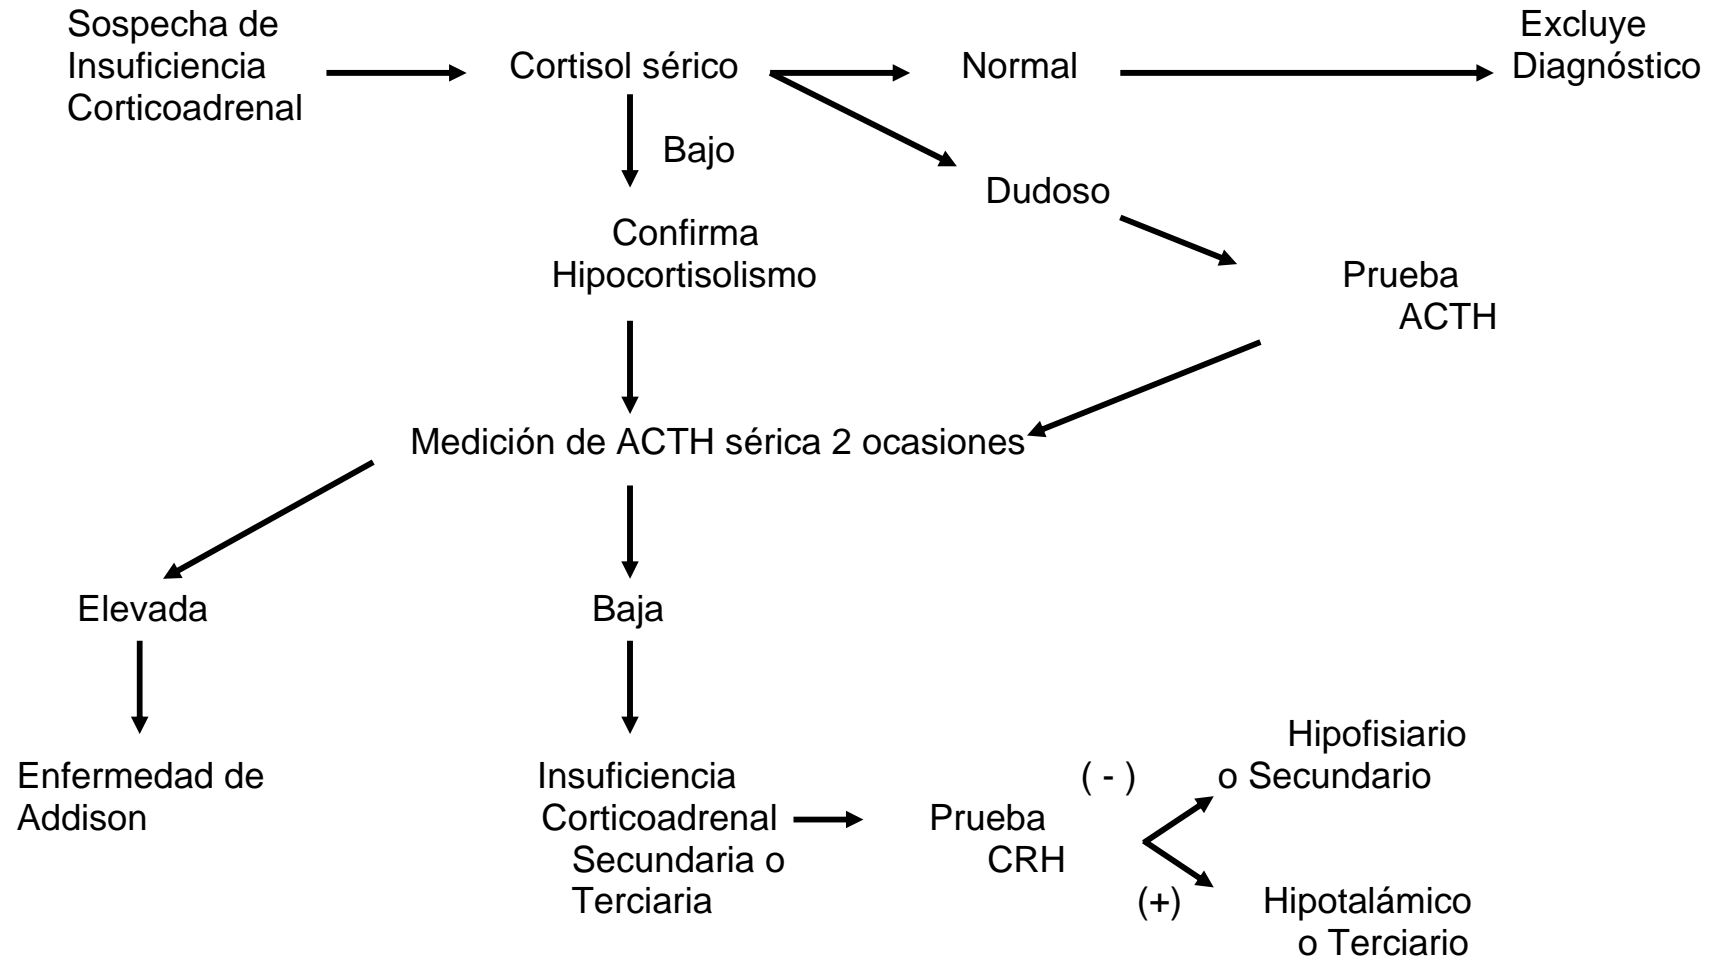 Sospecha de
Insuficiencia
Corticoadrenal
Cortisol sérico
Normal
Excluye
Diagnóstico
Bajo
Dudoso
Confirma
Hipocortisolismo
Prueba
ACTH
Medición de ACTH sérica 2 ocasiones
Elevada
Baja
Enfermedad de
Addison
Insuficiencia
Corticoadrenal
Secundaria o
Terciaria
Prueba
CRH
( - )
Hipofisiario
o Secundario
(+)
Hipotalámico
o Terciario